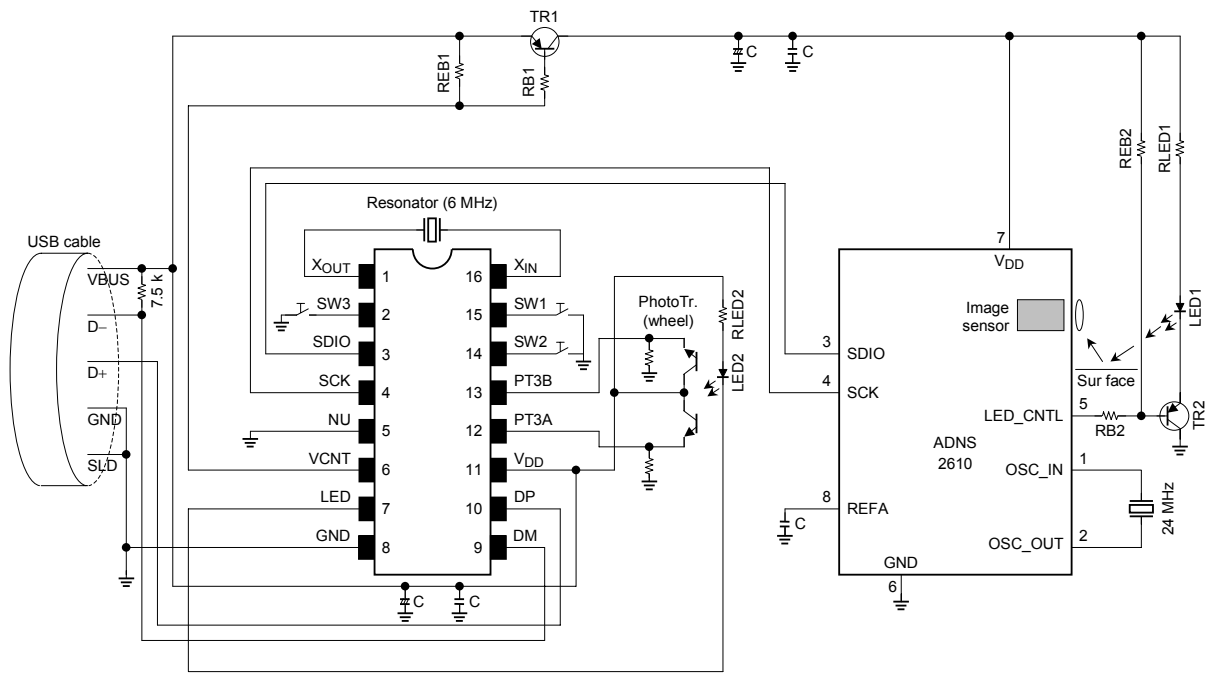 TR1
C
C
REB1
RB1
REB2
RLED1
Resonator (6 MHz)
USB cable
VBUS
7.5 k
D−
D+
GND
SLD
XOUT
1
16
XIN
SW3
2
15
SW1
SDIO
3
14
SW2
SCK
4
13
PT3B
NU
5
12
PT3A
VCNT
6
11
VDD
LED
7
10
DP
GND
8
9
DM
C
C
PhotoTr.
(wheel)
RLED2
LED2
7
VDD
Image
sensor
LED1
3
SDIO
Sur face
4
SCK
5
LED_CNTL
RB2
TR2
ADNS
2610
1
OSC_IN
24 MHz
8
REFA
C
2
OSC_OUT
GND
6